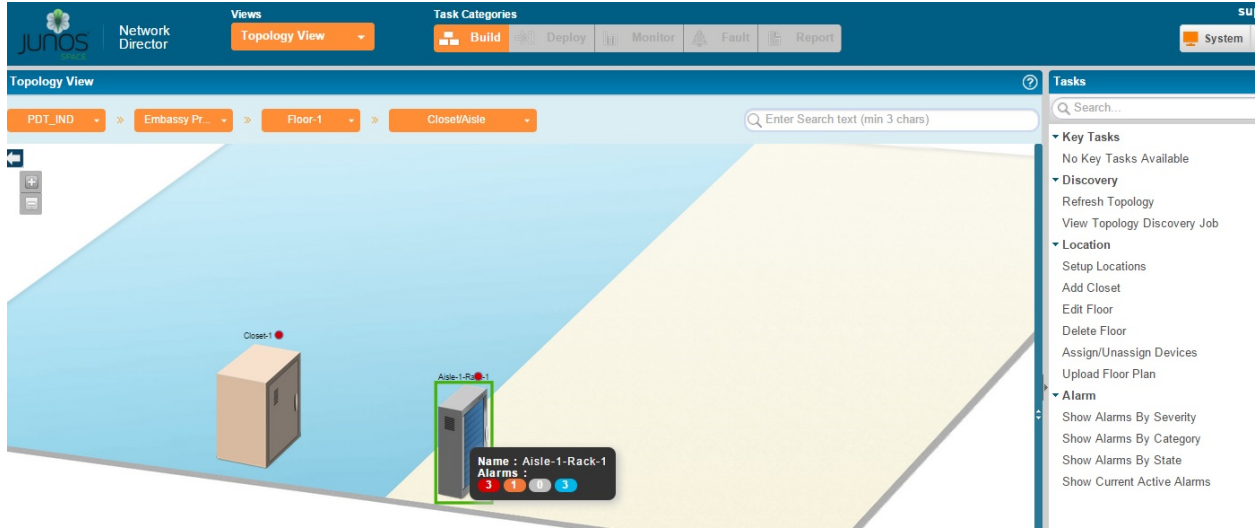 Views
Task Categories
sup
JUNOS
SPACE
Network
Director
Topology View
Build
Deploy
Monitor
Fault
Report
System
Topology View
Tasks
PDT_IND » Embassy Pr... » Floor-1 » Closet/Aisle
Enter Search text (min 3 chars)
Search...
Key Tasks
No Key Tasks Available
Discovery
Refresh Topology
View Topology Discovery Job
Location
Setup Locations
Add Closet
Edit Floor
Delete Floor
Assign/Unassign Devices
Upload Floor Plan
Alarm
Show Alarms By Severity
Show Alarms By Category
Show Alarms By State
Show Current Active Alarms
Closet-1
Name : Aisle-1-Rack-1
Alarms :
3 1 0 3